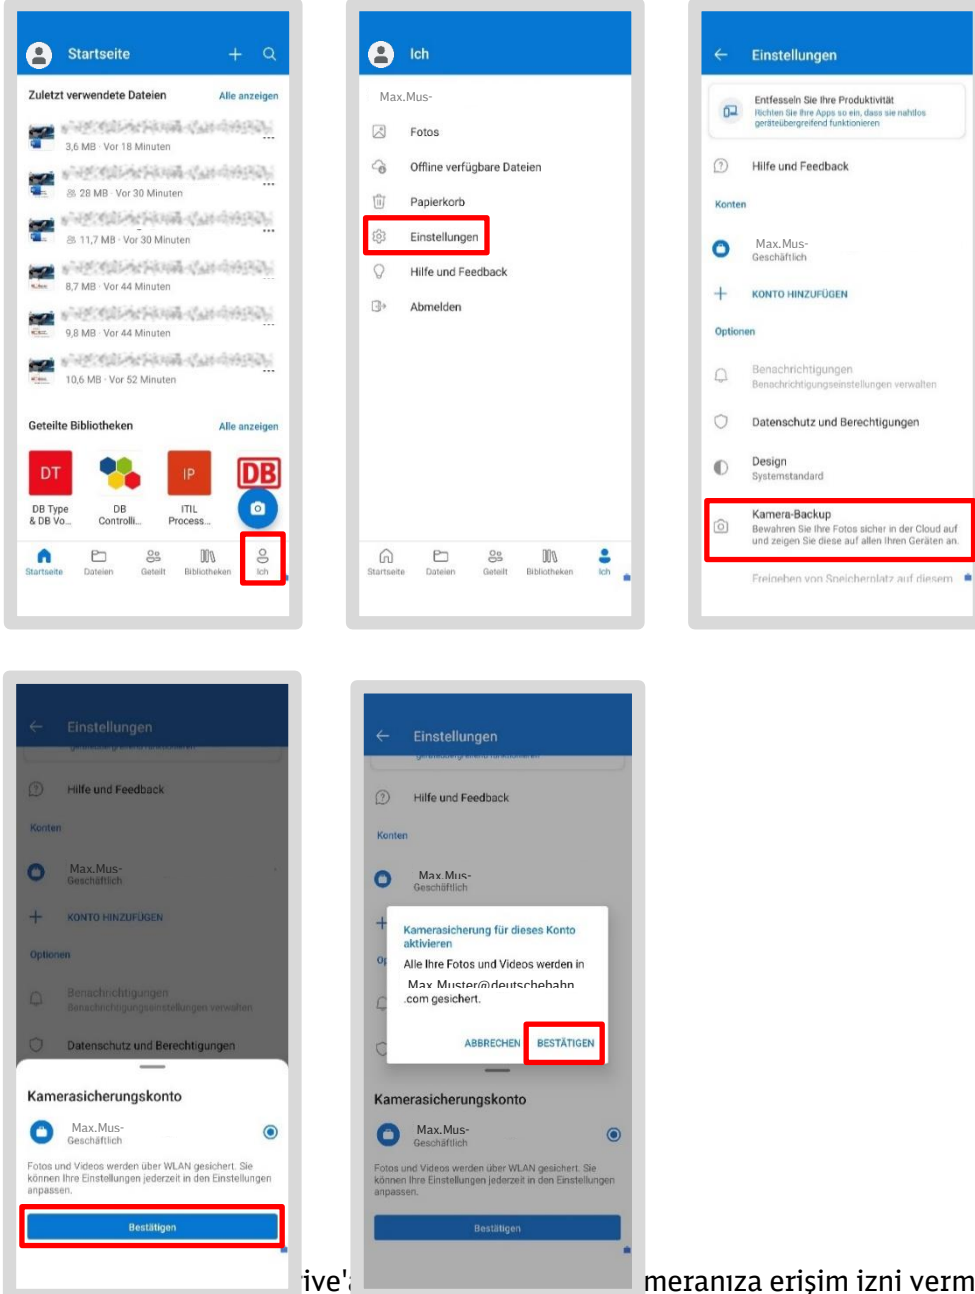 Startseite
Zuletzt verwendete Dateien
Alle anzeigen
3,6 MB · Vor 18 Minuten
28 MB · Vor 30 Minuten
11,7 MB · Vor 30 Minuten
8,7 MB · Vor 44 Minuten
9,8 MB · Vor 44 Minuten
10,6 MB · Vor 52 Minuten
Geteilte Bibliotheken
Alle anzeigen
DT
IP
DB
DB Type
& DB Vo...
DB
Controlli...
ITIL
Process...
Startseite
Dateien
Geteilt
Bibliotheken
Ich
Ich
Max.Mus-
Fotos
Offline verfügbare Dateien
Papierkorb
Einstellungen
Hilfe und Feedback
Abmelden
Startseite
Dateien
Geteilt
Bibliotheken
Ich
Einstellungen
Entfesseln Sie Ihre Produktivität
Richten Sie Ihre Apps so ein, dass sie nahtlos
geräteübergreifend funktionieren
Hilfe und Feedback
Konten
Max.Mus-
Geschäftlich
KONTO HINZUFÜGEN
Optionen
Benachrichtigungen
Benachrichtigungseinstellungen verwalten
Datenschutz und Berechtigungen
Design
Systemstandard
Kamera-Backup
Bewahren Sie Ihre Fotos sicher in der Cloud auf
und zeigen Sie diese auf allen Ihren Geräten an.
Freigeben von Speicherplatz auf diesem
Einstellungen
geräteübergreifend funktionieren
Hilfe und Feedback
Konten
Max.Mus-
Geschäftlich
KONTO HINZUFÜGEN
Optionen
Benachrichtigungen
Benachrichtigungseinstellungen verwalten
Datenschutz und Berechtigungen
Kamerasicherungskonto
Max.Mus-
Geschäftlich
Fotos und Videos werden über WLAN gesichert. Sie
können Ihre Einstellungen jederzeit in den Einstellungen
anpassen.
Bestätigen
Einstellungen
geräteübergreifend funktionieren
Hilfe und Feedback
Konten
Max.Mus-
Geschäftlich
Kamerasicherung für dieses Konto
aktivieren
Alle Ihre Fotos und Videos werden in
Max.Muster@deutschebahn
.com gesichert.
ABBRECHEN
BESTÄTIGEN
Kamerasicherungskonto
Max.Mus-
Geschäftlich
Fotos und Videos werden über WLAN gesichert. Sie
können Ihre Einstellungen jederzeit in den Einstellungen
anpassen.
Bestätigen
erişim izni